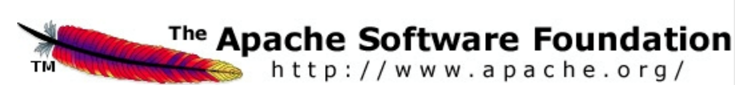 The Apache Software Foundation
TM
http://www.apache.org/